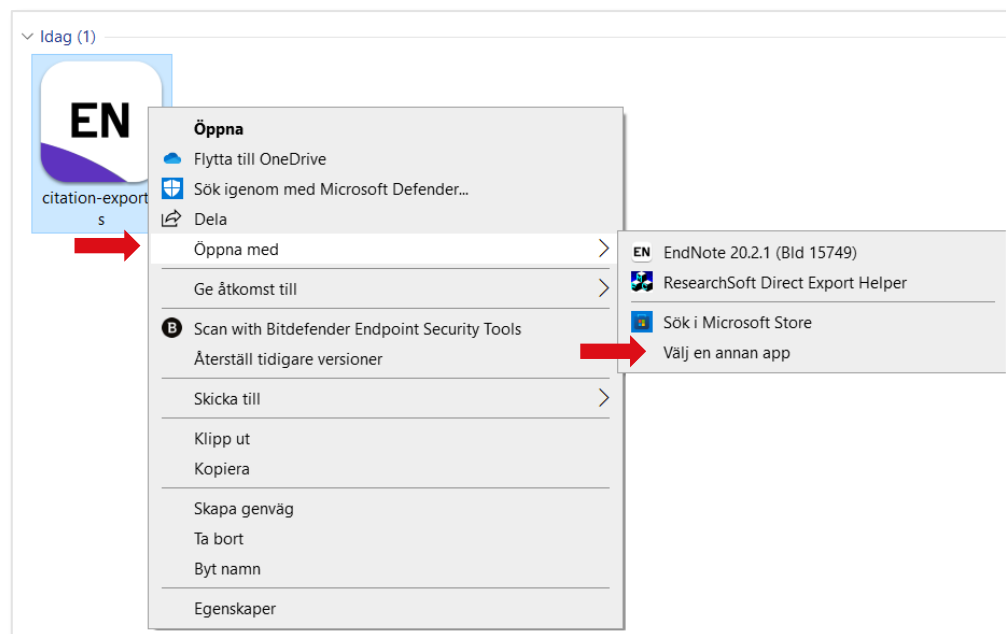 Idag (1)
EN
citation-export
s
Öppna
Flytta till OneDrive
Sök igenom med Microsoft Defender...
Dela
Öppna med
Ge åtkomst till
B
Scan with Bitdefender Endpoint Security Tools
Återställ tidigare versioner
Skicka till
Klipp ut
Kopiera
Skapa genväg
Ta bort
Byt namn
Egenskaper
EN EndNote 20.2.1 (Bld 15749)
ResearchSoft Direct Export Helper
Sök i Microsoft Store
Välj en annan app